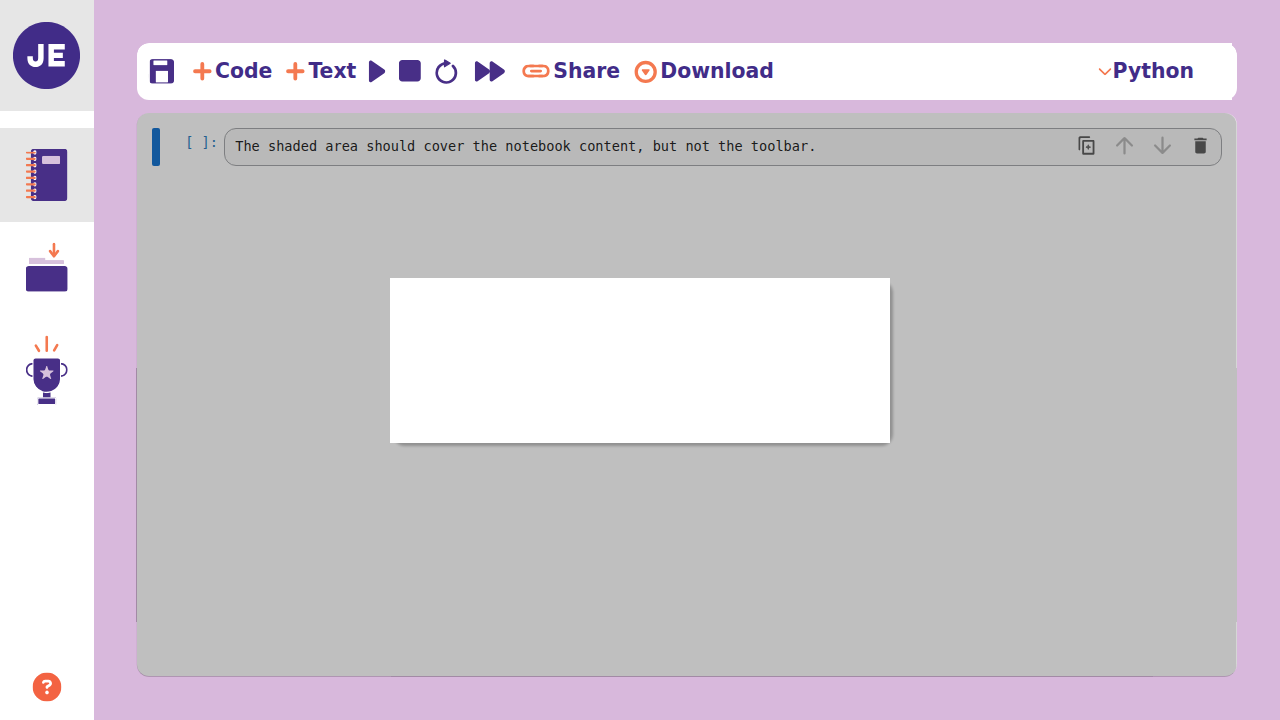 JE
Code
Text
Share
Download
Python
[ ]:
The shaded area should cover the notebook content, but not the toolbar.
?